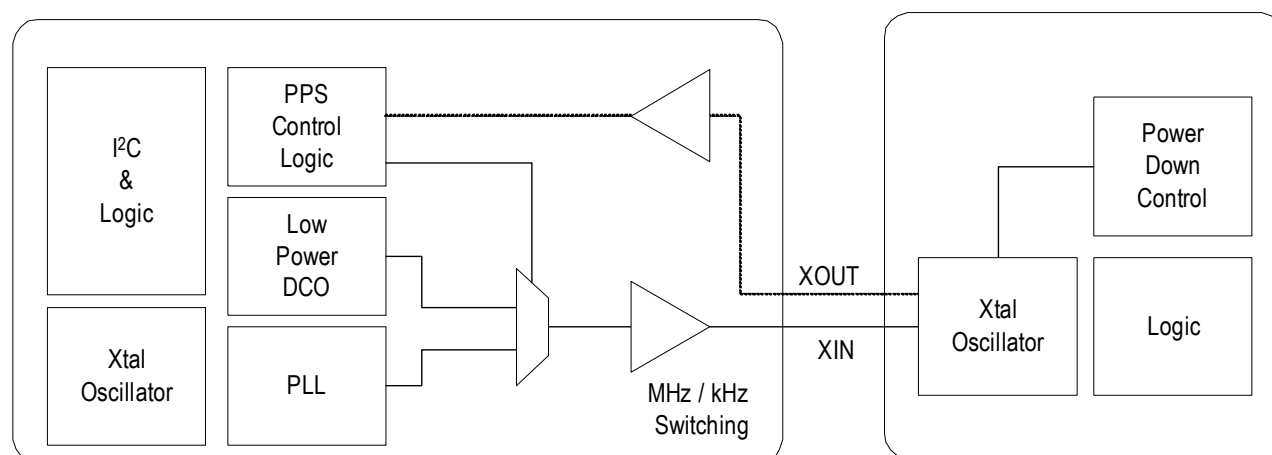 I²C
&
Logic
PPS
Control
Logic
Low
Power
DCO
Xtal
Oscillator
PLL
MHz / kHz
Switching
XOUT
XIN
Power
Down
Control
Xtal
Oscillator
Logic